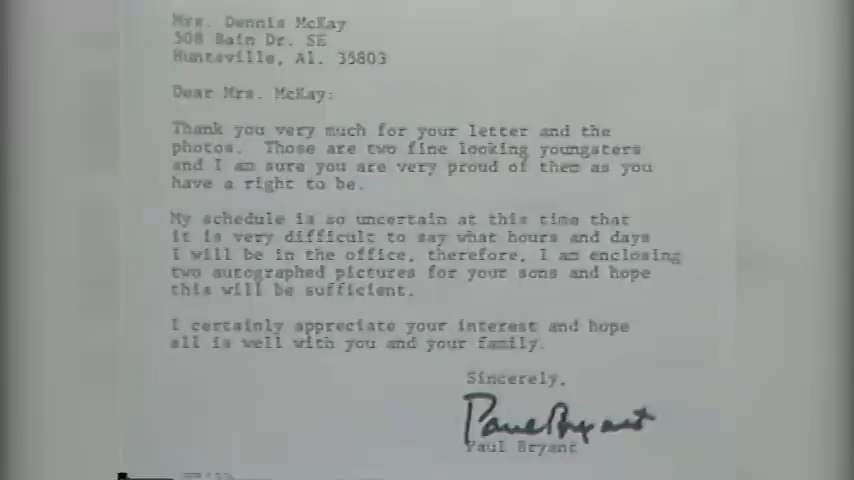 Mrs. Dennis McKay
508 Bain Dr. SE
Huntsville, Al. 35803
Dear Mrs. McKay:
Thank you very much for your letter and the
photos. Those are two fine looking youngsters
and I am sure you are very proud of them as you
have a right to be.
My schedule is so uncertain at this time that
it is very difficult to say what hours and days
I will be in the office, therefore, I am enclosing
two autographed pictures for your sons and hope
this will be sufficient.
I certainly appreciate your interest and hope
all is well with you and your family.
Sincerely,
Paul Bryant
Paul Bryant